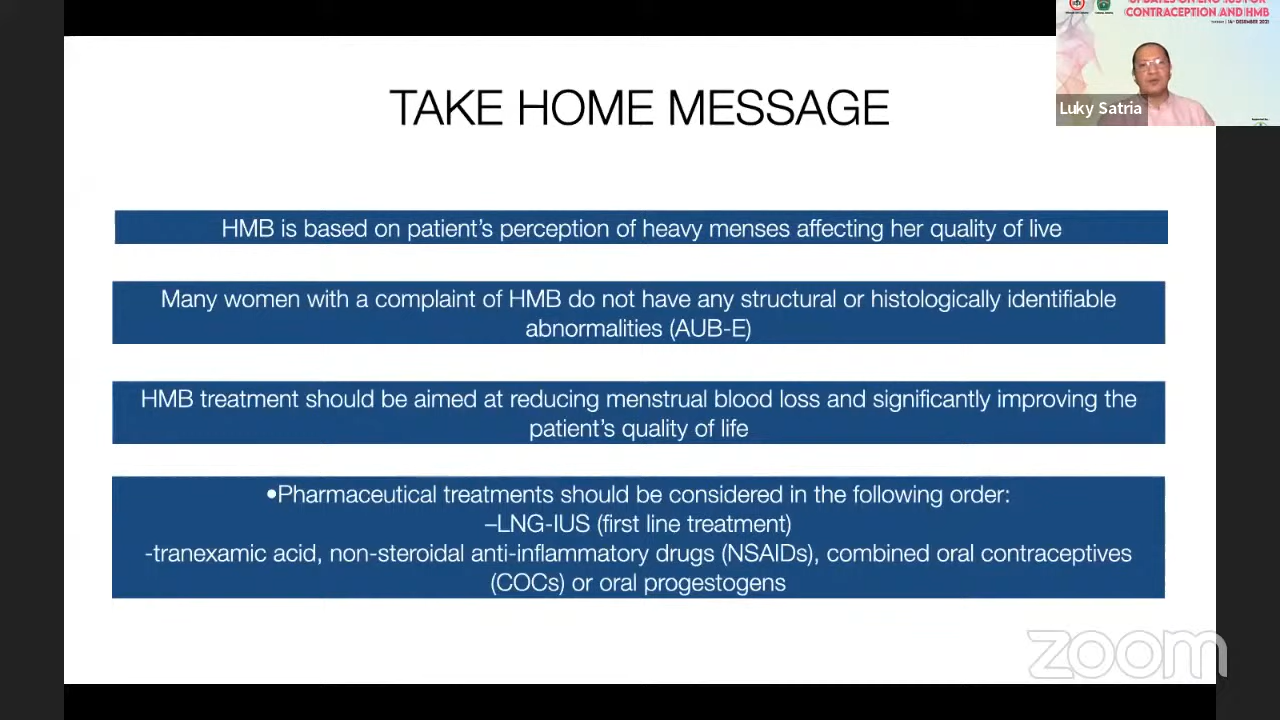 CONTRACEPTION AND HMB
Luky Satria
TAKE HOME MESSAGE
HMB is based on patient's perception of heavy menses affecting her quality of live
Many women with a complaint of HMB do not have any structural or histologically identifiable
abnormalities (AUB-E)
HMB treatment should be aimed at reducing menstrual blood loss and significantly improving the
patient's quality of life
•Pharmaceutical treatments should be considered in the following order:
–LNG-IUS (first line treatment)
-tranexamic acid, non-steroidal anti-inflammatory drugs (NSAIDs), combined oral contraceptives
(COCs) or oral progestogens
zoom